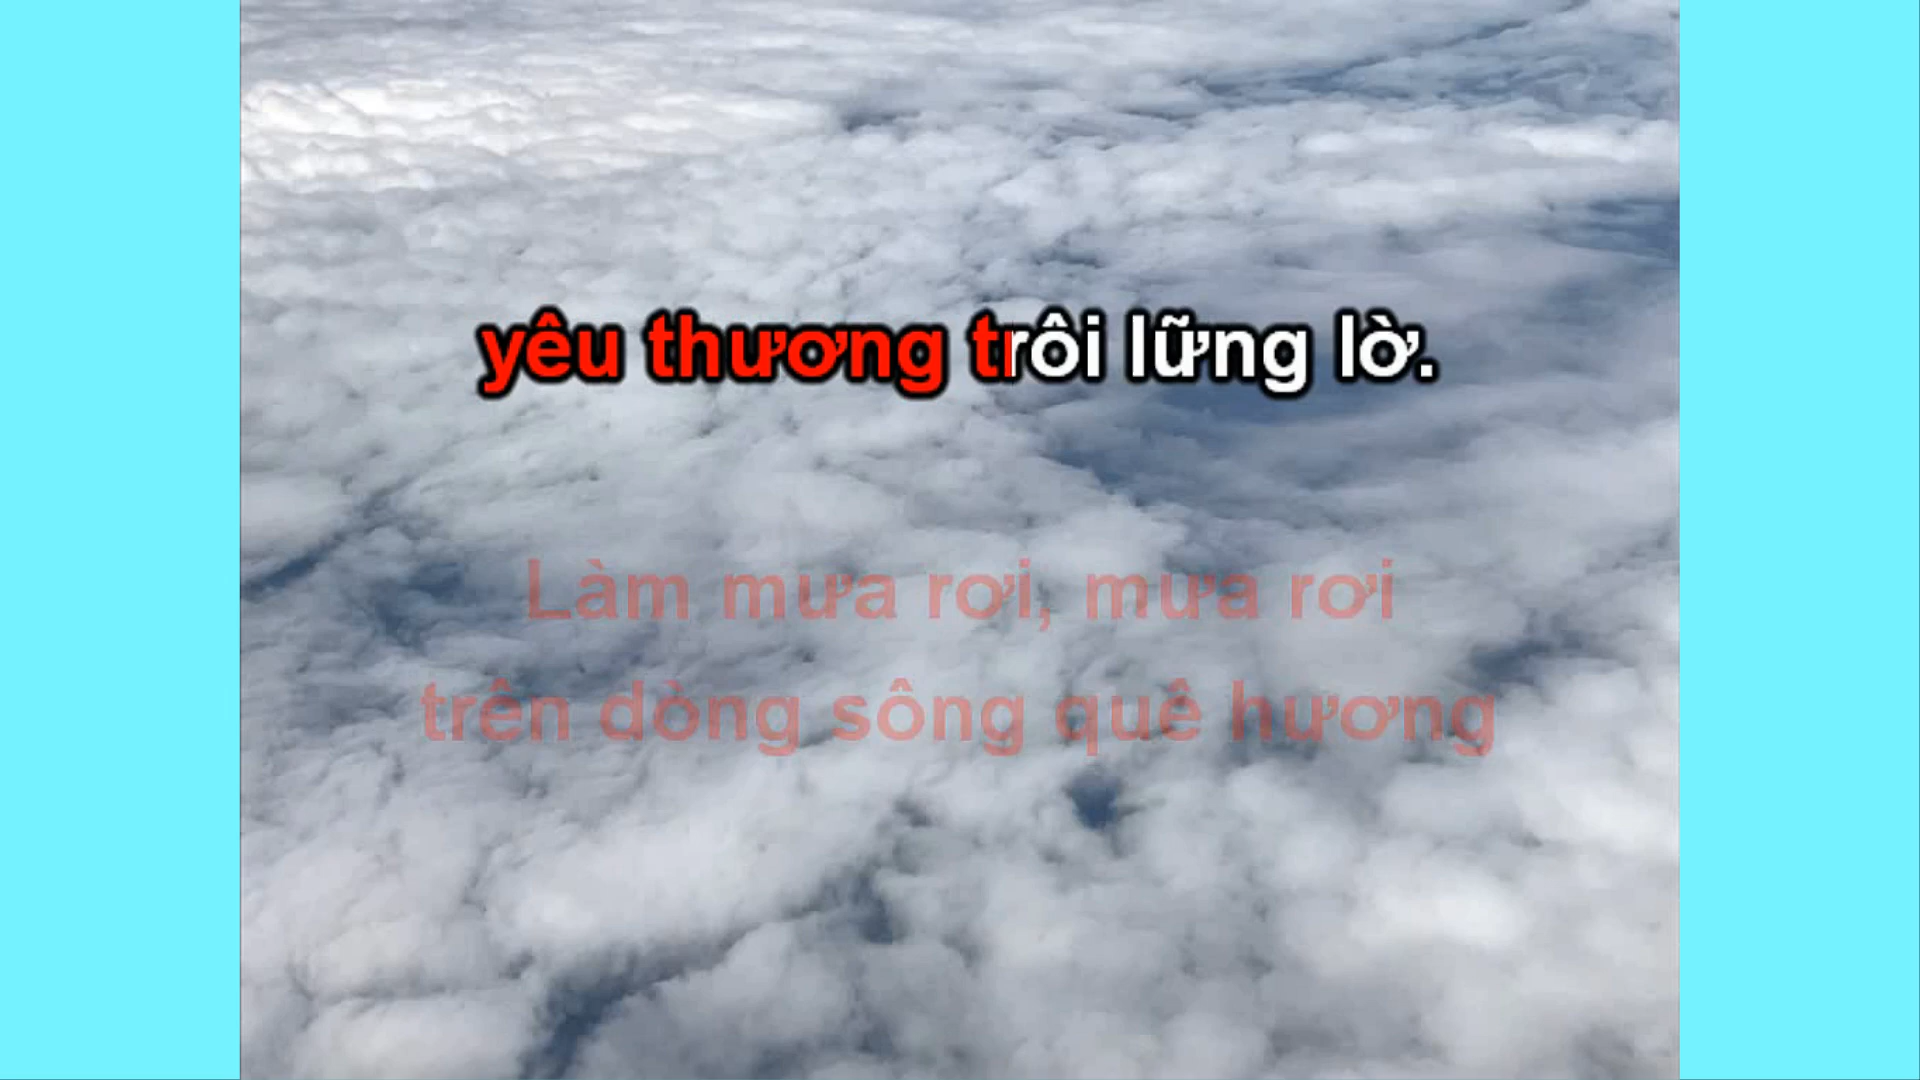 yêu thương trôi lững lờ.
Làm mưa rơi, mưa rơi
trên dòng sông quê hương